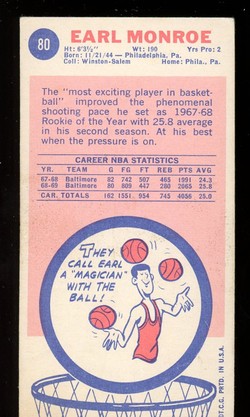 80
EARL MONROE
Ht: 6'3½" Wt: 190 Yrs Pro: 2
Born: 11/21/44 — Philadelphia, Pa.
Coll: Winston-Salem Home: Phila., Pa.
The "most exciting player in basket-
ball" improved the phenomenal
shooting pace he set as 1967-68
Rookie of the Year with 25.8 average
in his second season. At his best
when the pressure is on.
CAREER NBA STATISTICS
YR. TEAM G FG FT REB PTS AVG
67-68 Baltimore 82 742 507 465 1991 24.3
68-69 Baltimore 80 809 447 280 2065 25.8
CAR. TOTALS 162 1551 954 745 4056 25.0
THEY
CALL EARL
A "MAGICIAN"
WITH THE
BALL!
©T.C.G. PRTD. IN U.S.A.